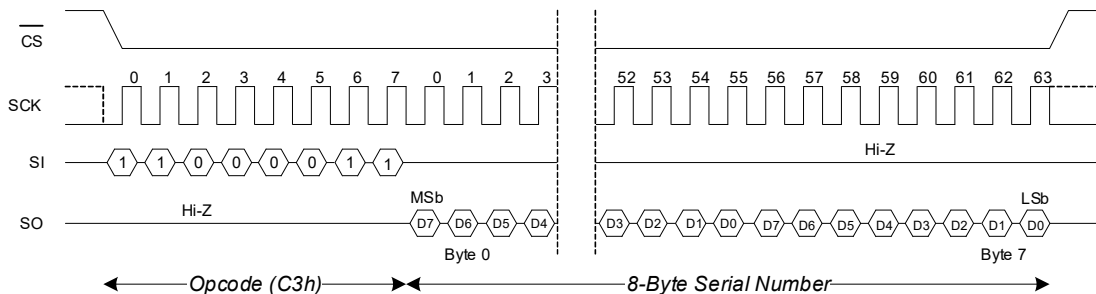 CS
0 1 2 3 4 5 6 7 0 1 2 3 52 53 54 55 56 57 58 59 60 61 62 63
SCK
Hi-Z
SI 1 1 0 0 0 0 1 1
MSb LSb
Hi-Z
SO D7 D6 D5 D4 D3 D2 D1 D0 D7 D6 D5 D4 D3 D2 D1 D0
Byte 0 Byte 7
Opcode (C3h) 8-Byte Serial Number